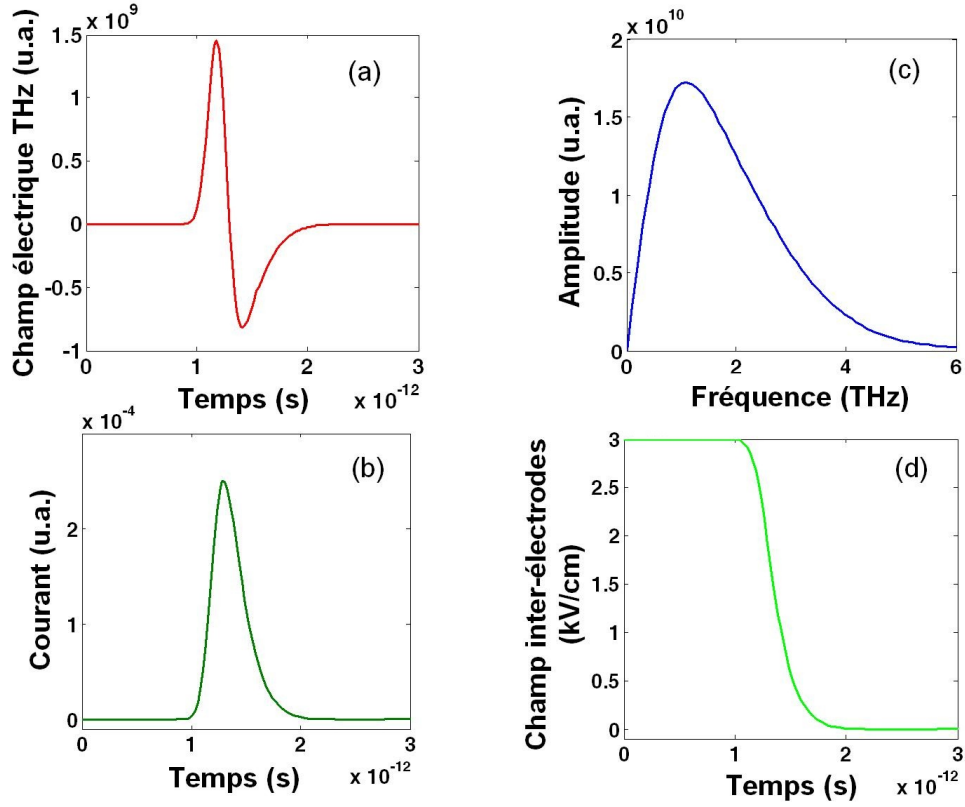 x 10^9
1.5
1
0.5
0
-0.5
-1
Champ électrique THz (u.a.)
(a)
0 1 2 3
Temps (s) x 10^-12
x 10^10
2
1.5
1
0.5
0
Amplitude (u.a.)
(c)
0 2 4 6
Fréquence (THz)
x 10^-4
2
1
0
Courant (u.a.)
(b)
0 1 2 3
Temps (s) x 10^-12
3
2.5
2
1.5
1
0.5
0
Champ inter-électrodes
(kV/cm)
(d)
0 1 2 3
Temps (s) x 10^-12